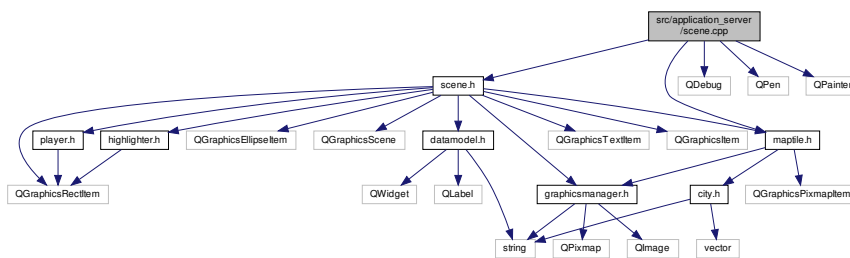 src/application_server
/scene.cpp
QDebug
QPen
QPainter
scene.h
player.h
highlighter.h
QGraphicsEllipseItem
QGraphicsScene
datamodel.h
QGraphicsTextItem
QGraphicsItem
maptile.h
QGraphicsRectItem
QWidget
QLabel
graphicsmanager.h
city.h
QGraphicsPixmapItem
string
QPixmap
QImage
vector